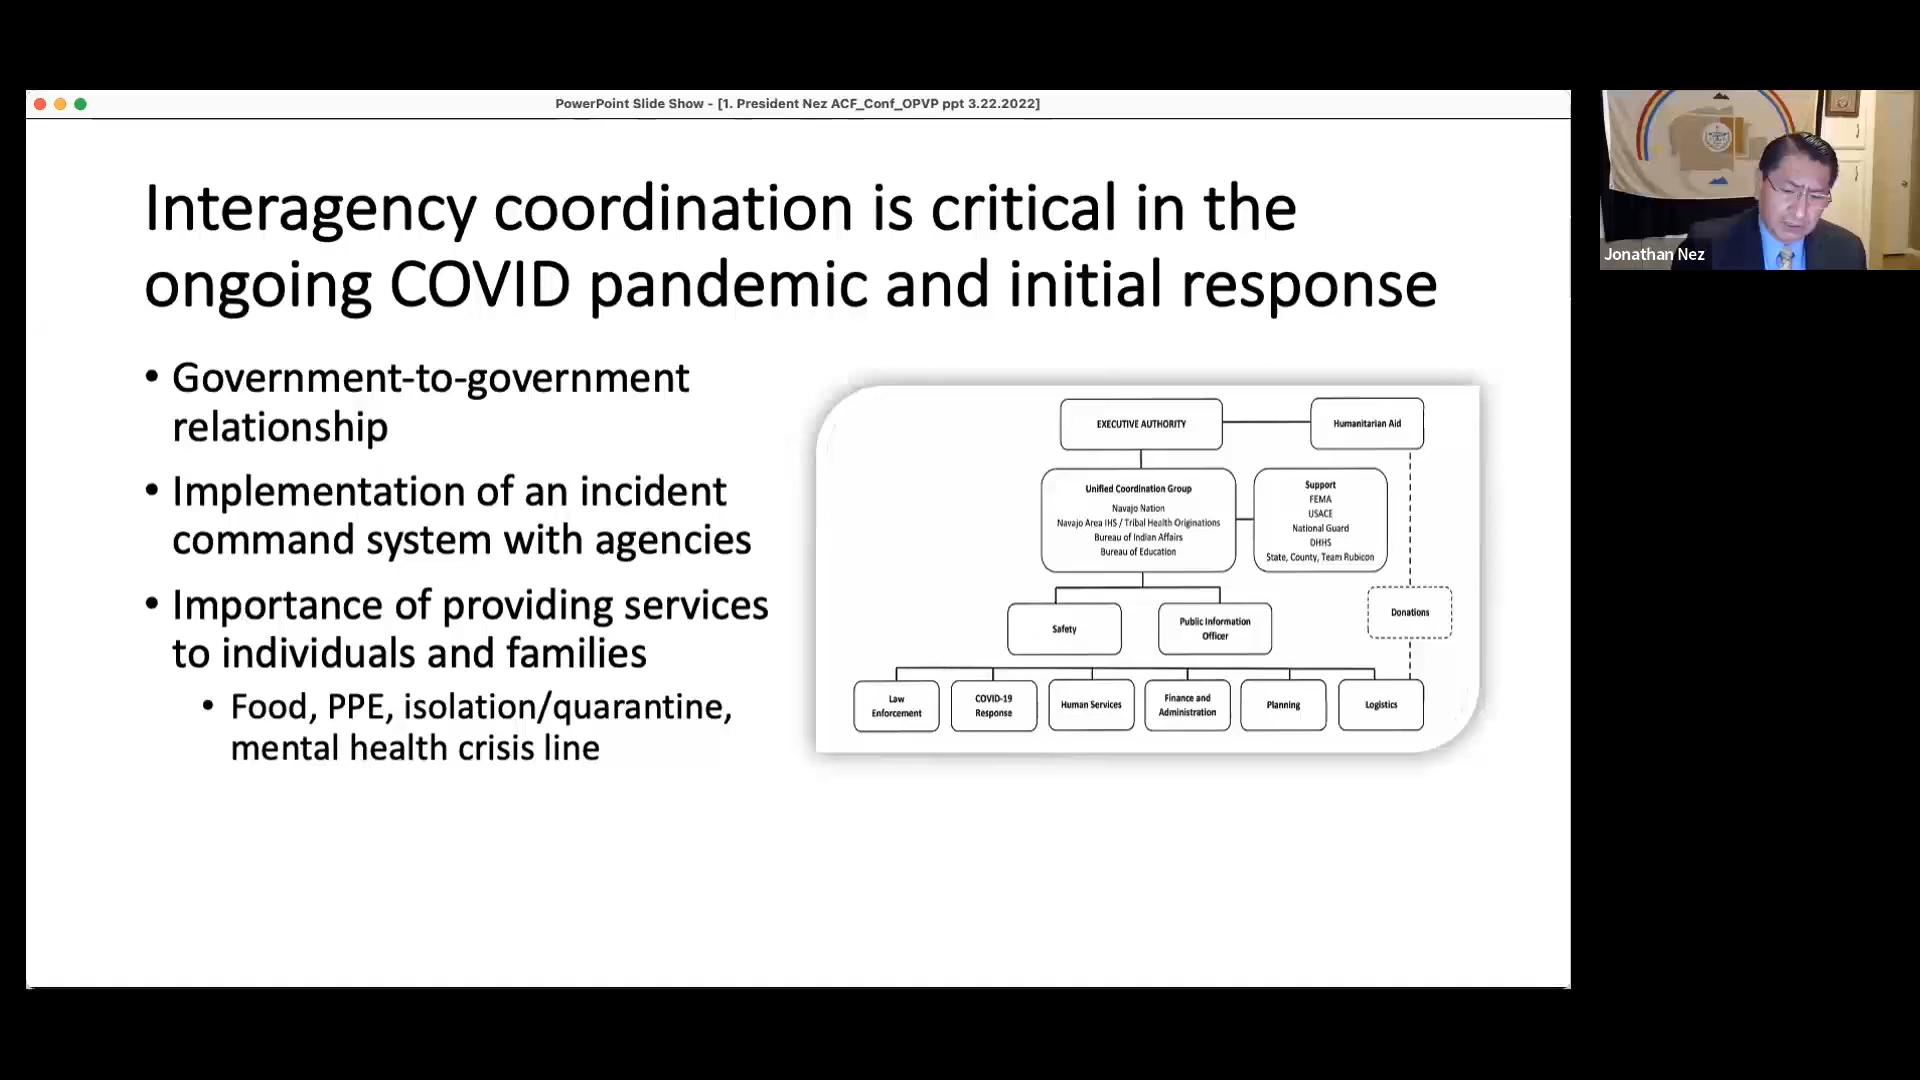 PowerPoint Slide Show - [1. President Nez ACF_Conf_OPVP ppt 3.22.2022]
Interagency coordination is critical in the
ongoing COVID pandemic and initial response
• Government-to-government
relationship
• Implementation of an incident
command system with agencies
• Importance of providing services
to individuals and families
• Food, PPE, isolation/quarantine,
mental health crisis line
EXECUTIVE AUTHORITY
Humanitarian Aid
Unified Coordination Group
Navajo Nation
Navajo Area IHS / Tribal Health Originations
Bureau of Indian Affairs
Bureau of Education
Support
FEMA
USACE
National Guard
DHHS
State, County, Team Rubicon
Donations
Safety
Public Information
Officer
Law
Enforcement
COVID-19
Response
Human Services
Finance and
Administration
Planning
Logistics
Jonathan Nez